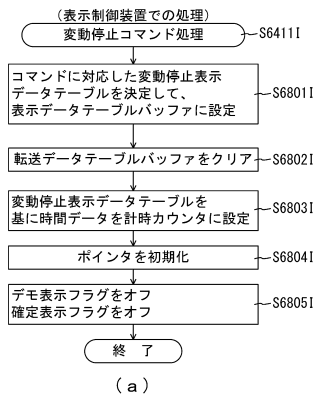 (表示制御装置での処理)
変動停止コマンド処理
S6411I
コマンドに対応した変動停止表示
データテーブルを決定して、
表示データテーブルバッファに設定
S6801I
転送データテーブルバッファをクリア
S6802I
変動停止表示データテーブルを
基に時間データを計時カウンタに設定
S6803I
ポインタを初期化
S6804I
デモ表示フラグをオフ
確定表示フラグをオフ
S6805I
終 了
(a)